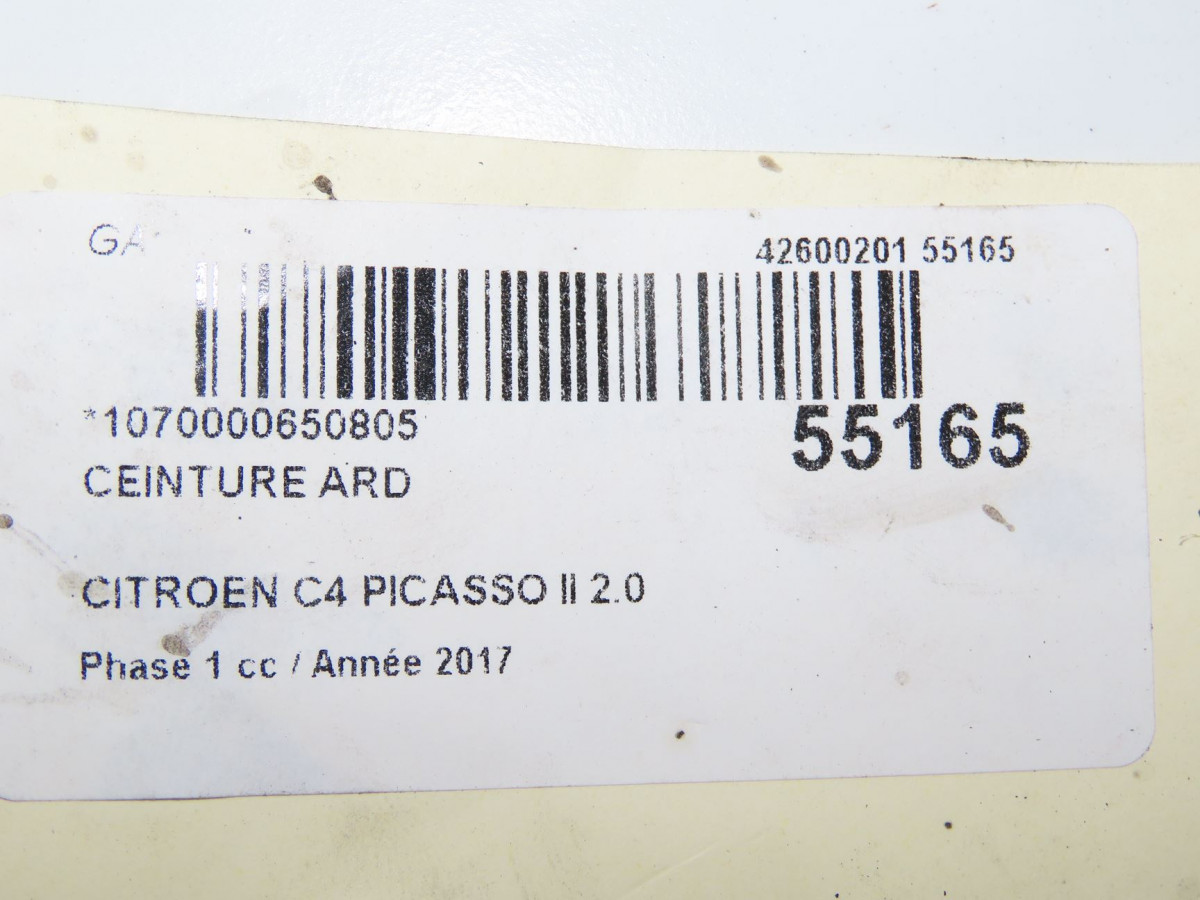 GA
42600201 55165
*1070000650805
55165
CEINTURE ARD
CITROEN C4 PICASSO II 2.0
Phase 1 cc / Année 2017